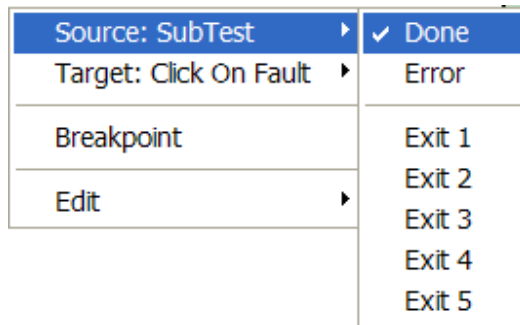 Source: SubTest
Target: Click On Fault
Breakpoint
Edit
Done
Error
Exit 1
Exit 2
Exit 3
Exit 4
Exit 5